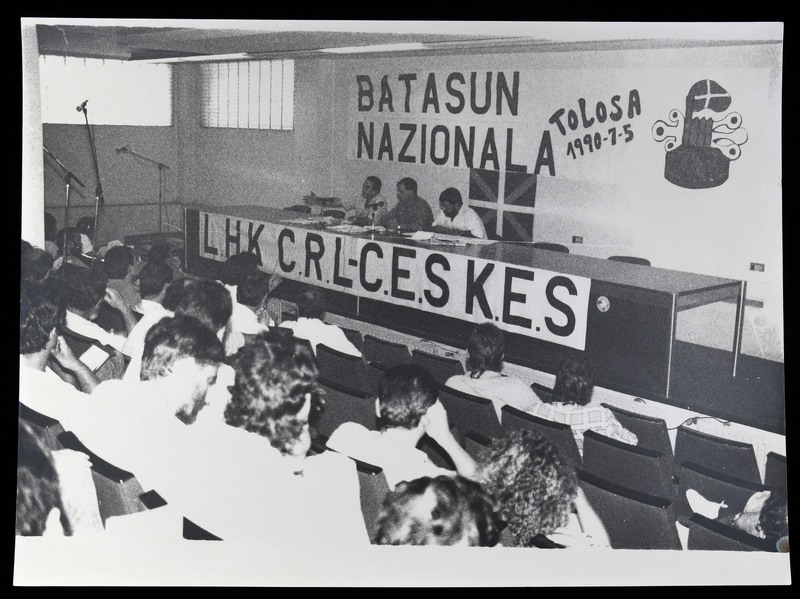 BATASUN
NAZIONALA
TOLOSA
1990-7-5
L.H.K C.R.L-C.E.S K.E.S